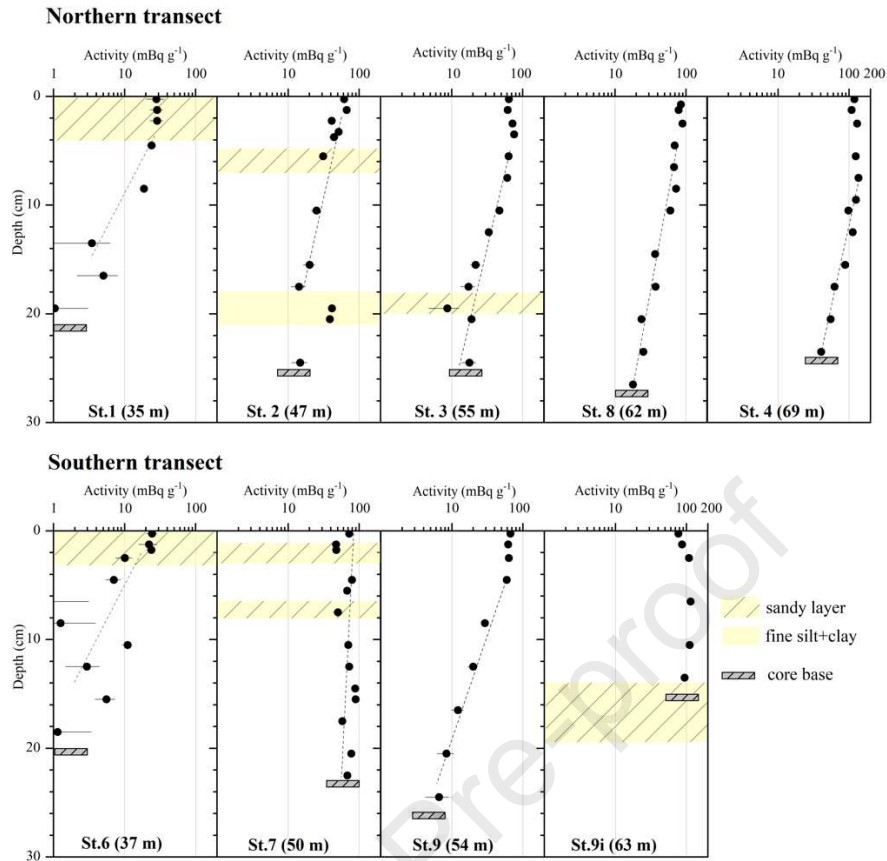 Northern transect
Activity (mBq g-1) Activity (mBq g-1) Activity (mBq g-1) Activity (mBq g-1) Activity (mBq g-1)
1 10 100 10 100 10 100 10 100 100 200
0
10
20
30
Depth (cm)
St.1 (35 m) St. 2 (47 m) St. 3 (55 m) St. 8 (62 m) St. 4 (69 m)
Southern transect
Activity (mBq g-1) Activity (mBq g-1) Activity (mBq g-1) Activity (mBq g-1)
1 10 100 10 100 10 100 10 100 200
0
10
20
30
Depth (cm)
St.6 (37 m) St.7 (50 m) St.9 (54 m) St.9i (63 m)
sandy layer
fine silt+clay
core base
Pre-proof